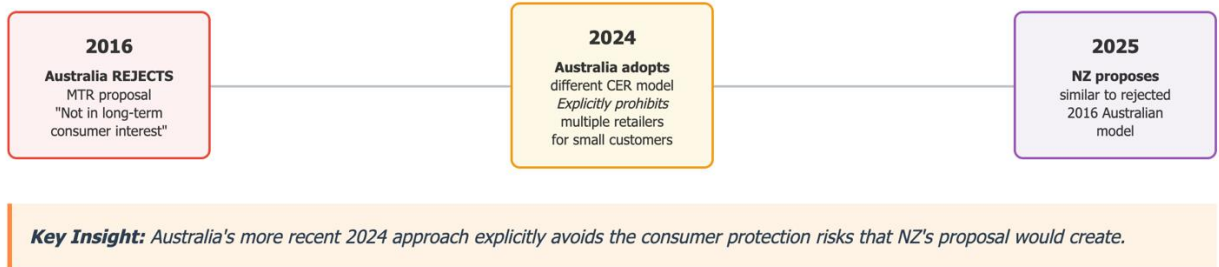 2016
Australia REJECTS
MTR proposal
"Not in long-term
consumer interest"
2024
Australia adopts
different CER model
Explicitly prohibits
multiple retailers
for small customers
2025
NZ proposes
similar to rejected
2016 Australian
model
Key Insight: Australia's more recent 2024 approach explicitly avoids the consumer protection risks that NZ's proposal would create.